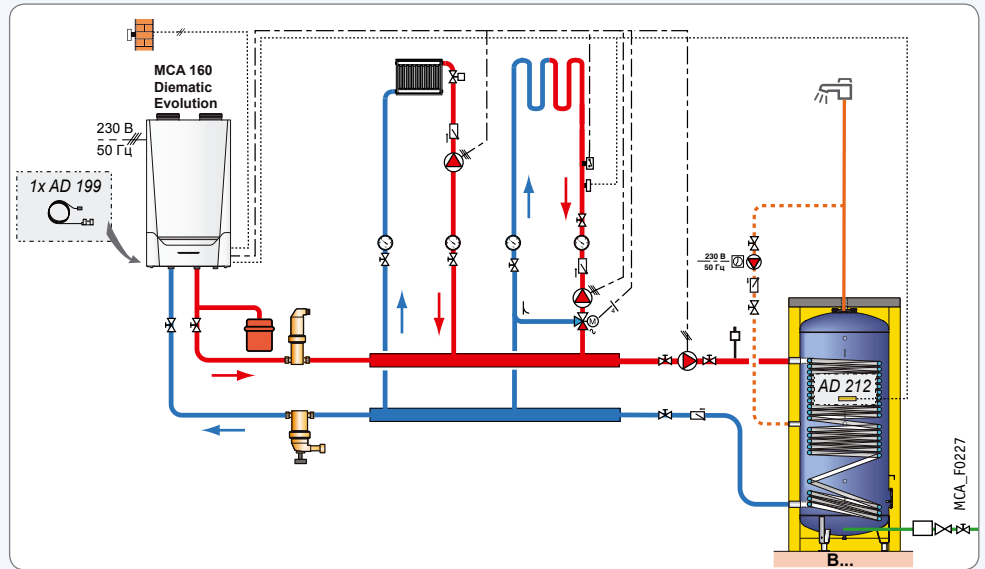 MCA 160
Diematic
Evolution
230 В
50 Гц
1x AD 199
M
230 В
50 Гц
AD 212
MCA_F0227
B...